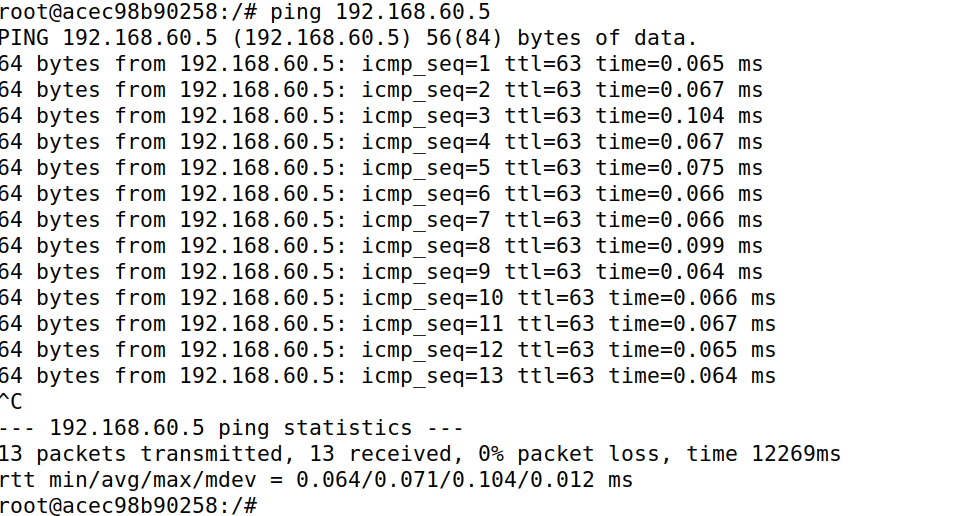 root@acec98b90258:/# ping 192.168.60.5
PING 192.168.60.5 (192.168.60.5) 56(84) bytes of data.
64 bytes from 192.168.60.5: icmp_seq=1 ttl=63 time=0.065 ms
64 bytes from 192.168.60.5: icmp_seq=2 ttl=63 time=0.067 ms
64 bytes from 192.168.60.5: icmp_seq=3 ttl=63 time=0.104 ms
64 bytes from 192.168.60.5: icmp_seq=4 ttl=63 time=0.067 ms
64 bytes from 192.168.60.5: icmp_seq=5 ttl=63 time=0.075 ms
64 bytes from 192.168.60.5: icmp_seq=6 ttl=63 time=0.066 ms
64 bytes from 192.168.60.5: icmp_seq=7 ttl=63 time=0.066 ms
64 bytes from 192.168.60.5: icmp_seq=8 ttl=63 time=0.099 ms
64 bytes from 192.168.60.5: icmp_seq=9 ttl=63 time=0.064 ms
64 bytes from 192.168.60.5: icmp_seq=10 ttl=63 time=0.066 ms
64 bytes from 192.168.60.5: icmp_seq=11 ttl=63 time=0.067 ms
64 bytes from 192.168.60.5: icmp_seq=12 ttl=63 time=0.065 ms
64 bytes from 192.168.60.5: icmp_seq=13 ttl=63 time=0.064 ms
^C
--- 192.168.60.5 ping statistics ---
13 packets transmitted, 13 received, 0% packet loss, time 12269ms
rtt min/avg/max/mdev = 0.064/0.071/0.104/0.012 ms
root@acec98b90258:/#